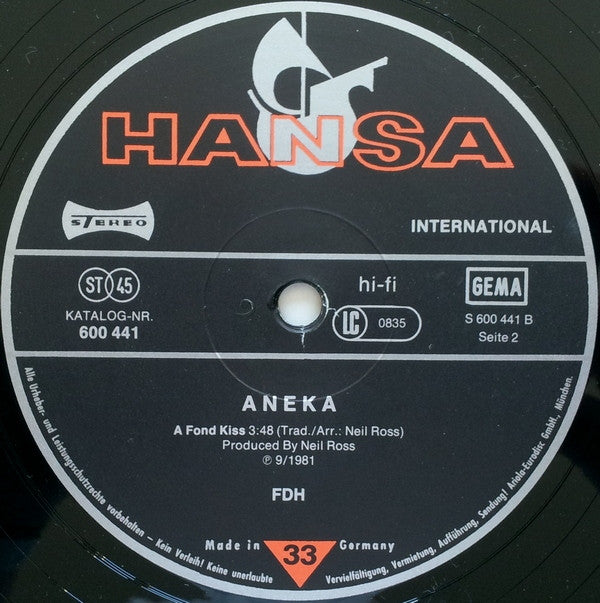 HANSA
STEREO
INTERNATIONAL
ST 45
KATALOG-NR.
600 441
hi-fi
LC 0835
GEMA
S 600 441 B
Seite 2
ANEKA
A Fond Kiss 3:48 (Trad./Arr.: Neil Ross)
Produced By Neil Ross
℗ 9/1981
FDH
Made in 33 Germany
Alle Urheber- und Leistungsschutzrechte vorbehalten – Kein Verleih! Keine unerlaubte Vervielfältigung, Vermietung, Aufführung, Sendung! Ariola-Eurodisc GmbH., München.